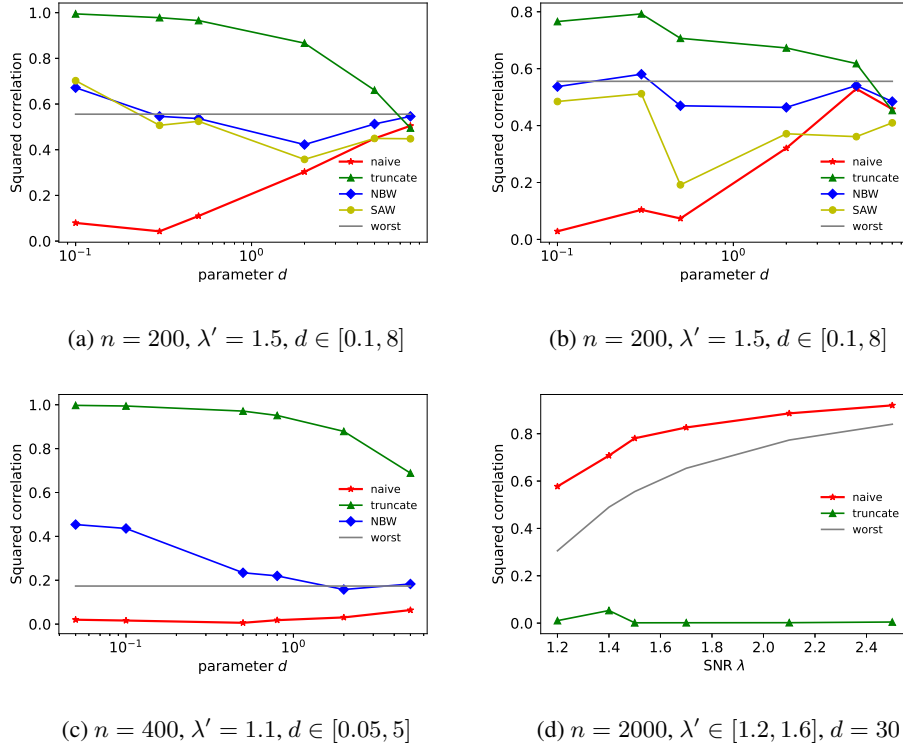 1.0
0.8
0.6
0.4
0.2
0.0
Squared correlation
naive
truncate
NBW
SAW
worst
10⁻¹
10⁰
parameter d
(a) n = 200, λ′ = 1.5, d ∈ [0.1, 8]
0.8
0.6
0.4
0.2
0.0
Squared correlation
naive
truncate
NBW
SAW
worst
10⁻¹
10⁰
parameter d
(b) n = 200, λ′ = 1.5, d ∈ [0.1, 8]
1.0
0.8
0.6
0.4
0.2
0.0
Squared correlation
naive
truncate
NBW
worst
10⁻¹
10⁰
parameter d
(c) n = 400, λ′ = 1.1, d ∈ [0.05, 5]
0.8
0.6
0.4
0.2
0.0
Squared correlation
naive
truncate
worst
1.2 1.4 1.6 1.8 2.0 2.2 2.4
SNR λ
(d) n = 2000, λ′ ∈ [1.2, 1.6], d = 30